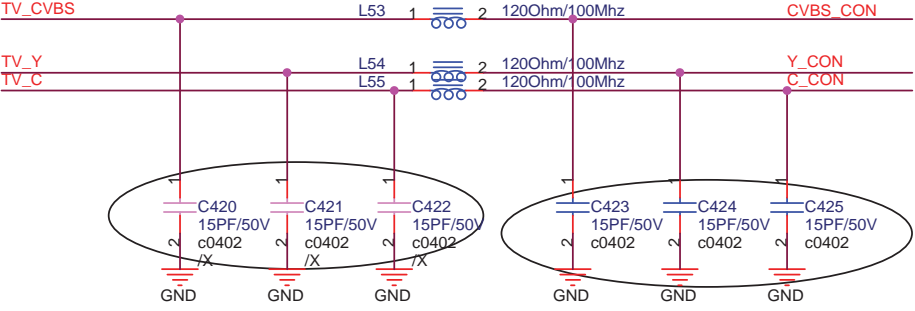 TV_CVBS L53 1 2 120Ohm/100Mhz CVBS_CON
TV_Y L54 2 120Ohm/100Mhz Y_CON
TV_C L55 1 2 120Ohm/100Mhz C_CON
1 1 1 1 1 1
C420 C421 C422 C423 C424 C425
15PF/50V 15PF/50V 15PF/50V 15PF/50V 15PF/50V 15PF/50V
2 c0402 2 c0402 2 c0402 2 c0402 2 c0402 2 c0402
/X /X /X
GND GND GND GND GND GND